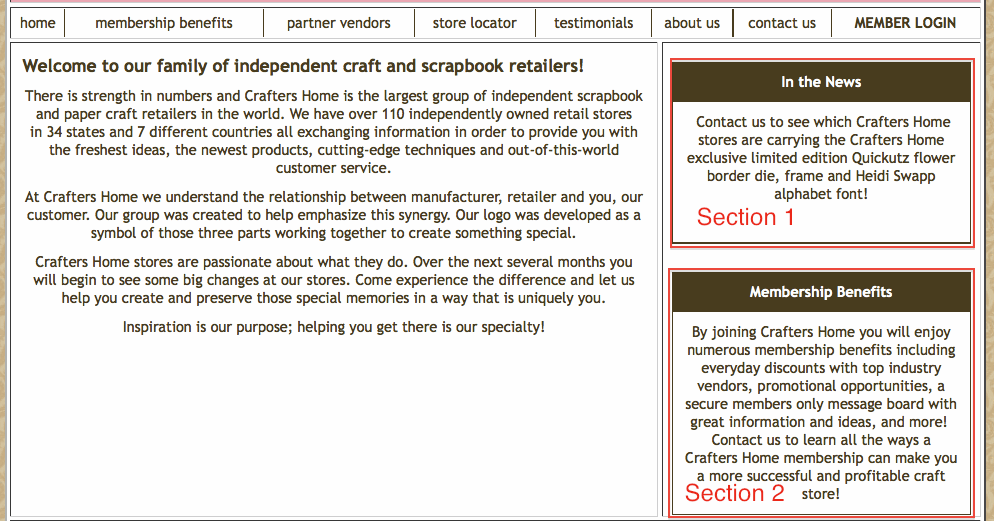 home
membership benefits
partner vendors
store locator
testimonials
about us
contact us
MEMBER LOGIN
Welcome to our family of independent craft and scrapbook retailers!
There is strength in numbers and Crafters Home is the largest group of independent scrapbook
and paper craft retailers in the world. We have over 110 independently owned retail stores
in 34 states and 7 different countries all exchanging information in order to provide you with
the freshest ideas, the newest products, cutting-edge techniques and out-of-this-world
customer service.
At Crafters Home we understand the relationship between manufacturer, retailer and you, our
customer. Our group was created to help emphasize this synergy. Our logo was developed as a
symbol of those three parts working together to create something special.
Crafters Home stores are passionate about what they do. Over the next several months you
will begin to see some big changes at our stores. Come experience the difference and let us
help you create and preserve those special memories in a way that is uniquely you.
Inspiration is our purpose; helping you get there is our specialty!
In the News
Contact us to see which Crafters Home
stores are carrying the Crafters Home
exclusive limited edition Quickutz flower
border die, frame and Heidi Swapp
alphabet font!
Section 1
Membership Benefits
By joining Crafters Home you will enjoy
numerous membership benefits including
everyday discounts with top industry
vendors, promotional opportunities, a
secure members only message board with
great information and ideas, and more!
Contact us to learn all the ways a
Crafters Home membership can make you
a more successful and profitable craft
store!
Section 2